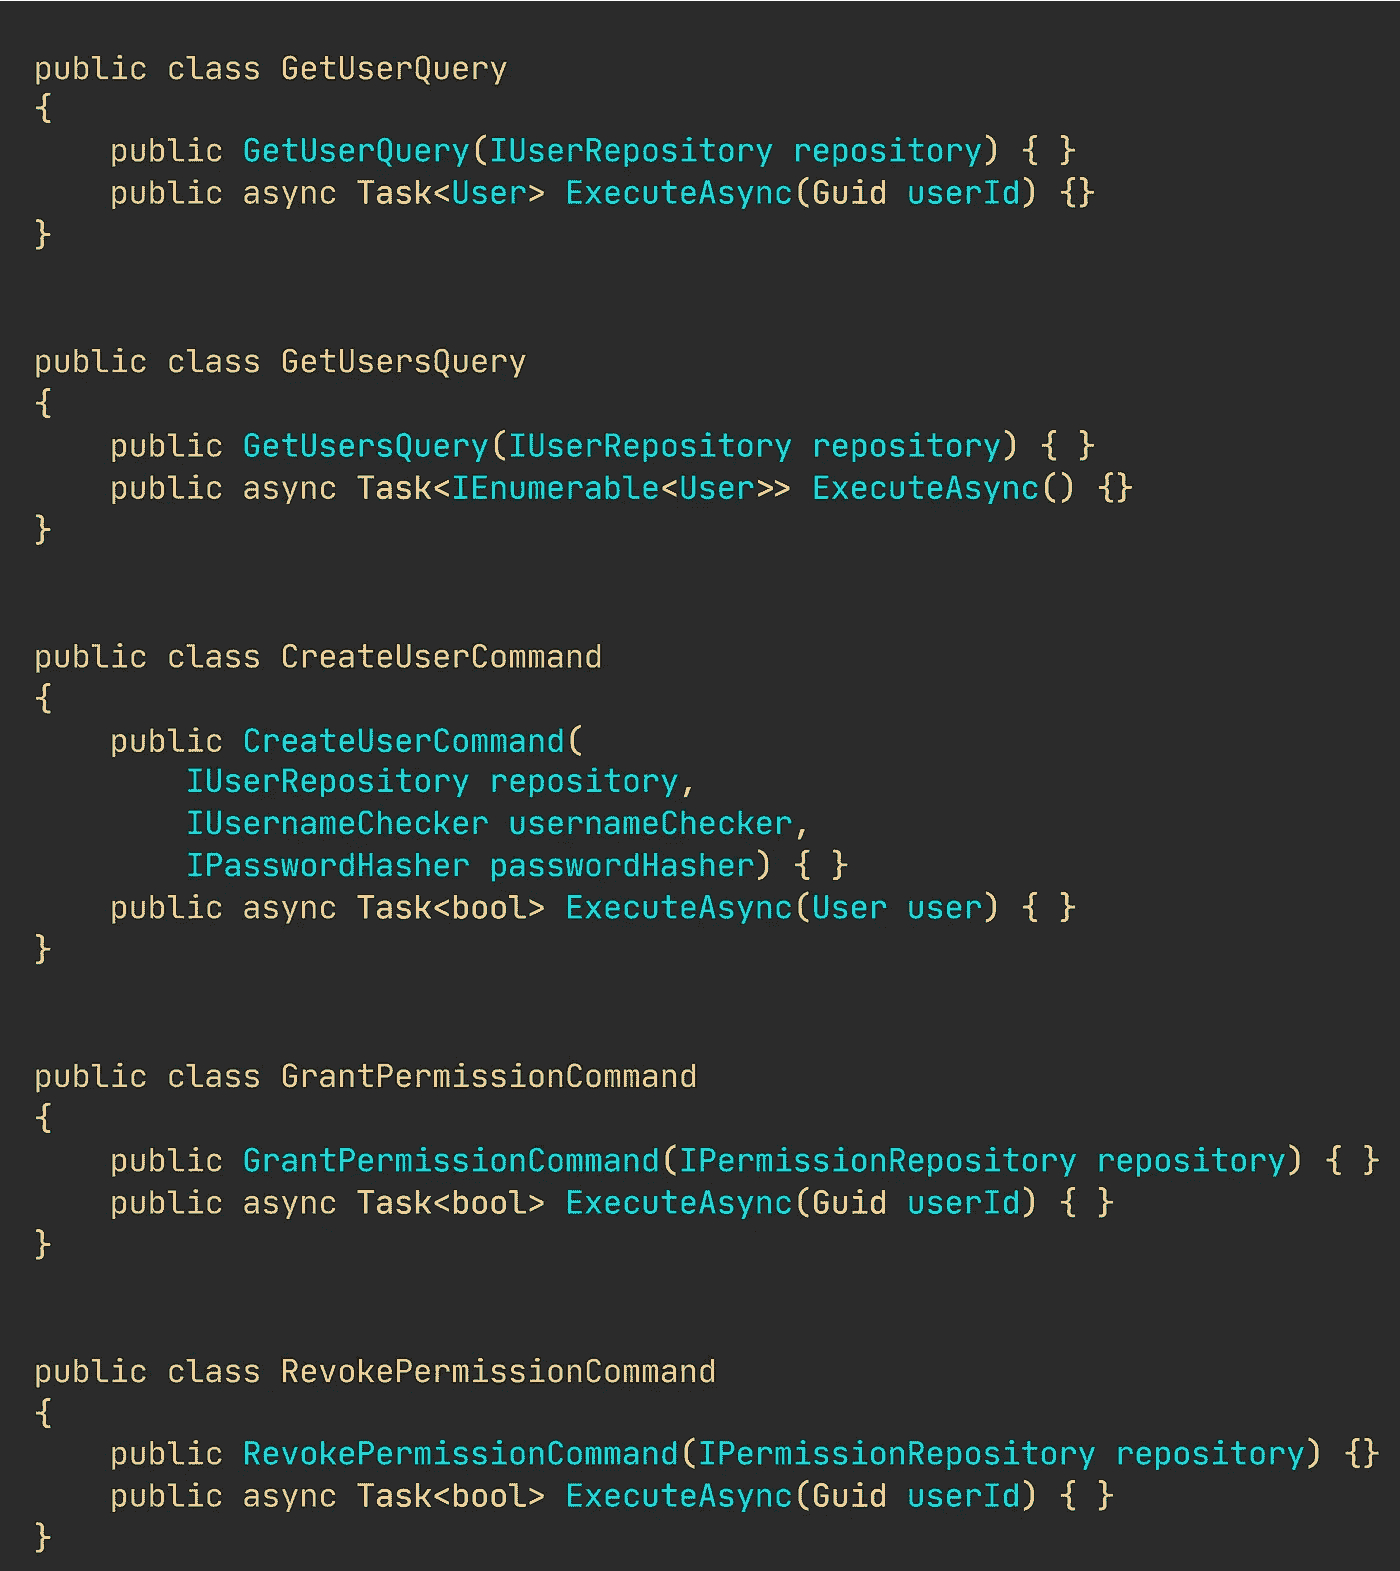 public class GetUserQuery
{
    public GetUserQuery(IUserRepository repository) { }
    public async Task<User> ExecuteAsync(Guid userId) {}
}
public class GetUsersQuery
{
    public GetUsersQuery(IUserRepository repository) { }
    public async Task<IEnumerable<User>> ExecuteAsync() {}
}
public class CreateUserCommand
{
    public CreateUserCommand(
        IUserRepository repository,
        IUsernameChecker usernameChecker,
        IPasswordHasher passwordHasher) { }
    public async Task<bool> ExecuteAsync(User user) { }
}
public class GrantPermissionCommand
{
    public GrantPermissionCommand(IPermissionRepository repository) { }
    public async Task<bool> ExecuteAsync(Guid userId) { }
}
public class RevokePermissionCommand
{
    public RevokePermissionCommand(IPermissionRepository repository) {}
    public async Task<bool> ExecuteAsync(Guid userId) { }
}